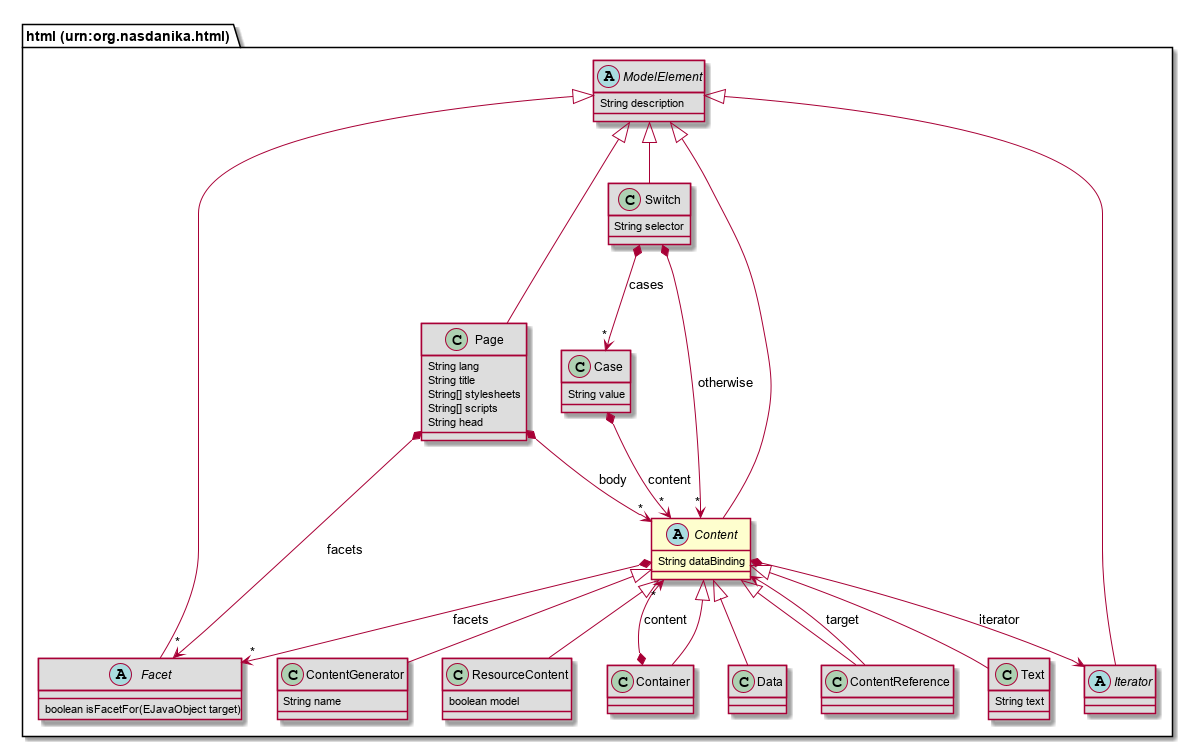 html (urn:org.nasdanika.html)
A ModelElement
String description
C Switch
String selector
cases
*
C Page
String lang
String title
String[] stylesheets
String[] scripts
String head
C Case
String value
otherwise
body
*
content
*
*
A Content
String dataBinding
facets
*
facets
*
content
*
target
iterator
A Facet
boolean isFacetFor(EJavaObject target)
C ContentGenerator
String name
C ResourceContent
boolean model
C Container
C Data
C ContentReference
C Text
String text
A Iterator